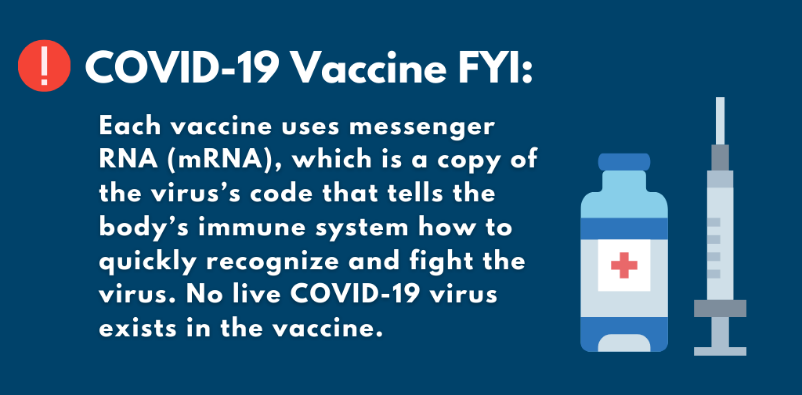 ! COVID-19 Vaccine FYI:
Each vaccine uses messenger
RNA (mRNA), which is a copy of
the virus’s code that tells the
body’s immune system how to
quickly recognize and fight the
virus. No live COVID-19 virus
exists in the vaccine.